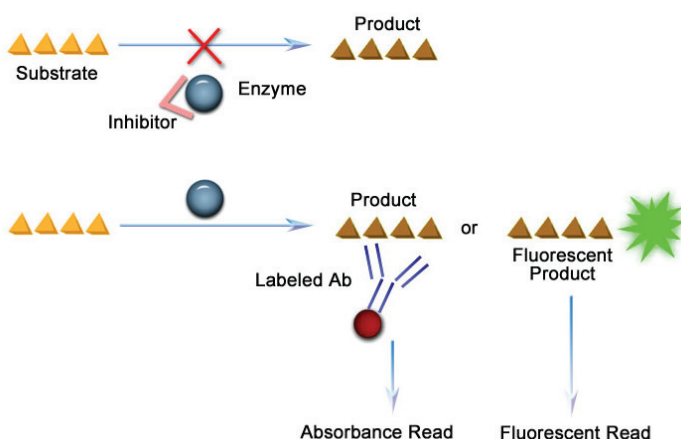 Product
Substrate
Enzyme
Inhibitor
Product
or
Labeled Ab
Fluorescent
Product
Absorbance Read
Fluorescent Read